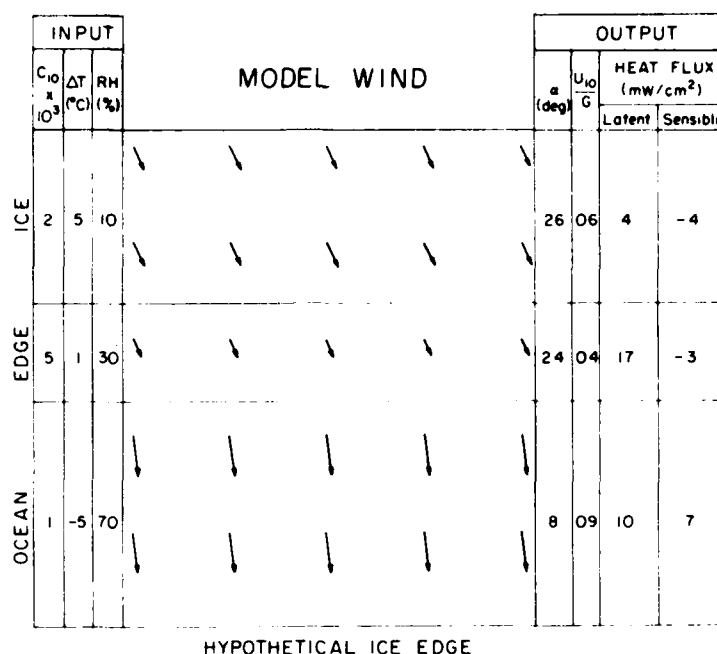 INPUT
OUTPUT
MODEL WIND
C10 x 10³
ΔT (°C)
RH (%)
α (deg)
U10/G
HEAT FLUX (mW/cm²)
Latent
Sensible
ICE 2 5 10 26 06 4 -4
EDGE 5 1 30 24 04 17 -3
OCEAN 1 -5 70 8 09 10 7
HYPOTHETICAL ICE EDGE